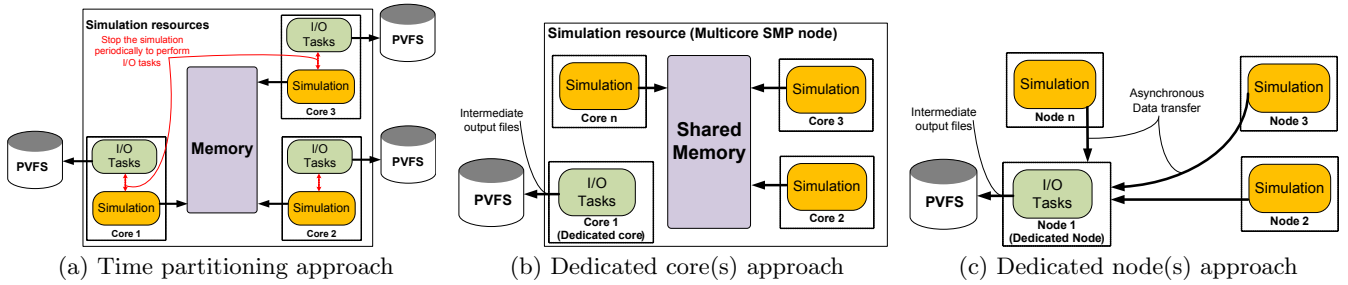 Simulation resources
Stop the simulation
periodically to perform
I/O tasks
I/O
Tasks
Simulation
Core 3
PVFS
Memory
PVFS
I/O
Tasks
Simulation
Core 1
I/O
Tasks
Simulation
Core 2
PVFS
(a) Time partitioning approach
Simulation resource (Multicore SMP node)
Simulation
Core n
Simulation
Core 3
Shared
Memory
Intermediate
output files
PVFS
I/O
Tasks
Core 1
(Dedicated core)
Simulation
Core 2
(b) Dedicated core(s) approach
Simulation
Node n
Asynchronous
Data transfer
Simulation
Node 3
Intermediate
output files
PVFS
I/O
Tasks
Node 1
(Dedicated Node)
Simulation
Node 2
(c) Dedicated node(s) approach